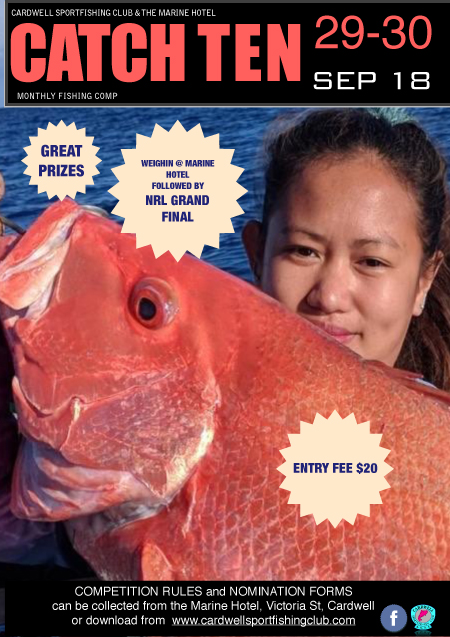 CARDWELL SPORTFISHING CLUB & THE MARINE HOTEL
CATCH TEN
MONTHLY FISHING COMP
29-30
SEP 18
GREAT
PRIZES
WEIGHIN @ MARINE
HOTEL
FOLLOWED BY
NRL GRAND
FINAL
ENTRY FEE $20
COMPETITION RULES and NOMINATION FORMS
can be collected from the Marine Hotel, Victoria St, Cardwell
or download from www.cardwellsportfishingclub.com
f